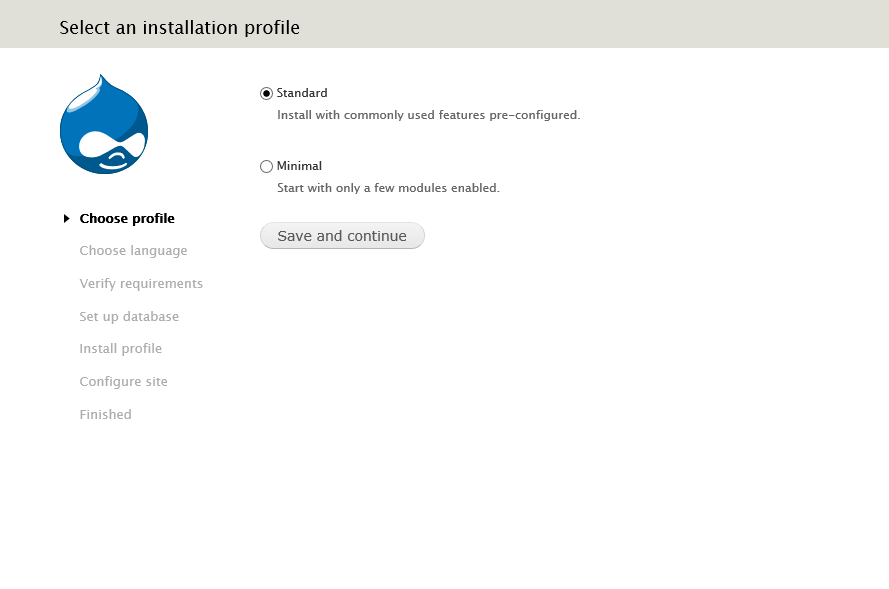 Select an installation profile
Standard
Install with commonly used features pre-configured.
Minimal
Start with only a few modules enabled.
Save and continue
Choose profile
Choose language
Verify requirements
Set up database
Install profile
Configure site
Finished